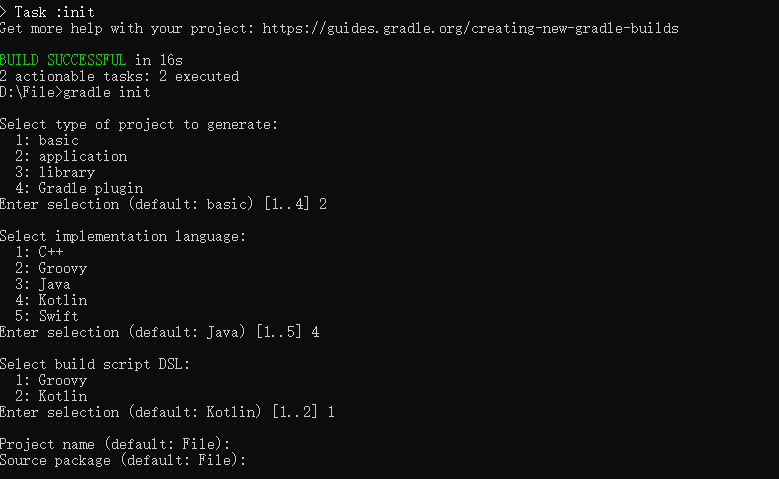 > Task :init
Get more help with your project: https://guides.gradle.org/creating-new-gradle-builds
BUILD SUCCESSFUL in 16s
2 actionable tasks: 2 executed
D:\File>gradle init
Select type of project to generate:
1: basic
2: application
3: library
4: Gradle plugin
Enter selection (default: basic) [1..4] 2
Select implementation language:
1: C++
2: Groovy
3: Java
4: Kotlin
5: Swift
Enter selection (default: Java) [1..5] 4
Select build script DSL:
1: Groovy
2: Kotlin
Enter selection (default: Kotlin) [1..2] 1
Project name (default: File):
Source package (default: File):